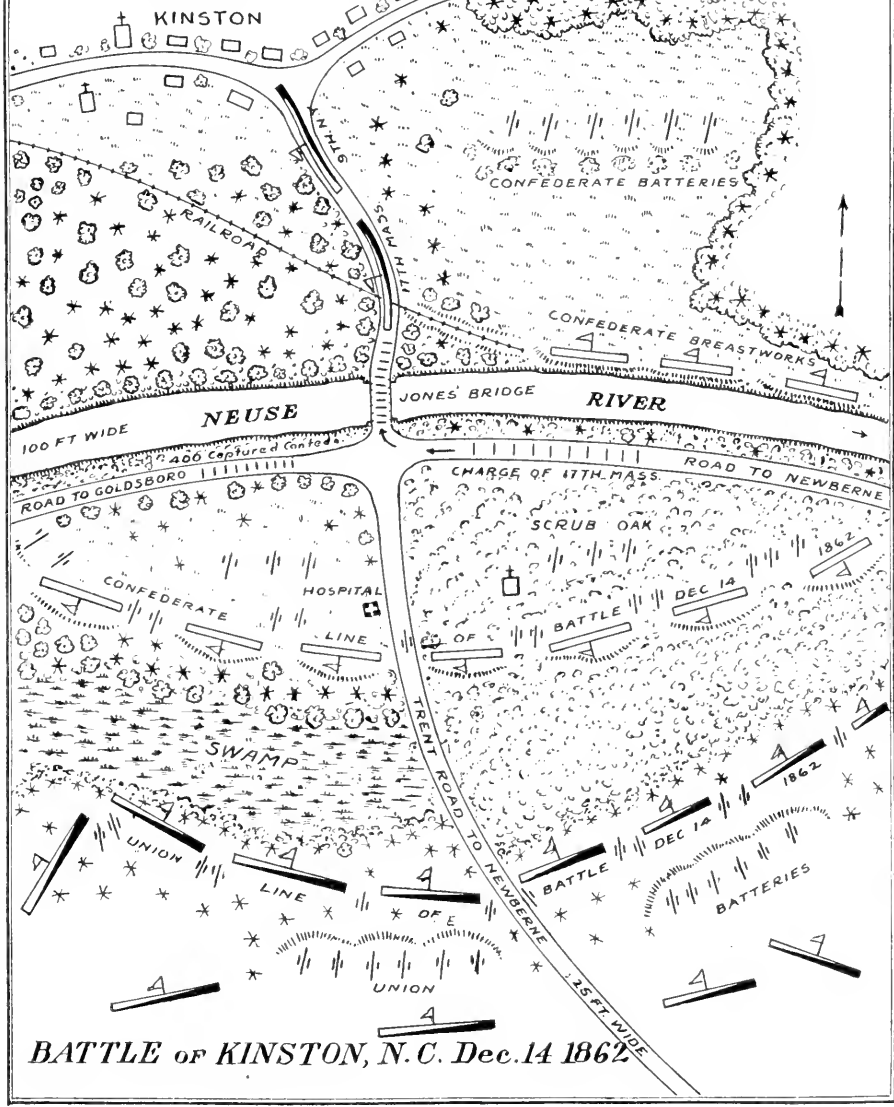 KINSTON
9TH N.Y.
17TH MASS.
RAILROAD
CONFEDERATE BATTERIES
CONFEDERATE BREASTWORKS
JONES' BRIDGE
NEUSE RIVER
100 FT WIDE
400 Captured Confeds.
ROAD TO GOLDSBORO
CHARGE OF 17TH MASS.
ROAD TO NEWBERNE
SCRUB OAK
HOSPITAL
CONFEDERATE LINE OF BATTLE DEC 14 1862
SWAMP
TRENT ROAD TO NEWBERNE 25 FT. WIDE
UNION LINE OF BATTLE DEC 14 1862
E
BATTERIES
UNION
BATTLE OF KINSTON, N.C. Dec. 14 1862